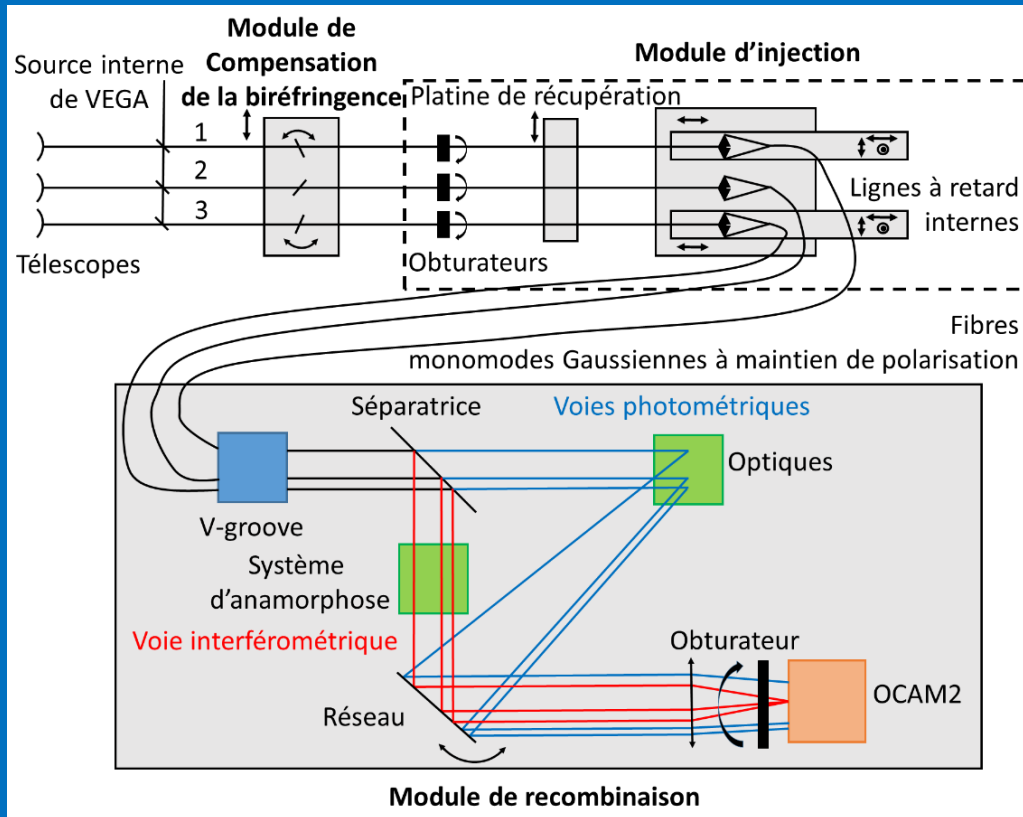 Module de
Compensation
de la biréfringence
Source interne
de VEGA
Module d'injection
Platine de récupération
1
2
3
Lignes à retard
internes
Télescopes
Obturateurs
Fibres
monomodes Gaussiennes à maintien de polarisation
Séparatrice
Voies photométriques
Optiques
V-groove
Système
d'anamorphose
Voie interférométrique
Obturateur
OCAM2
Réseau
Module de recombinaison